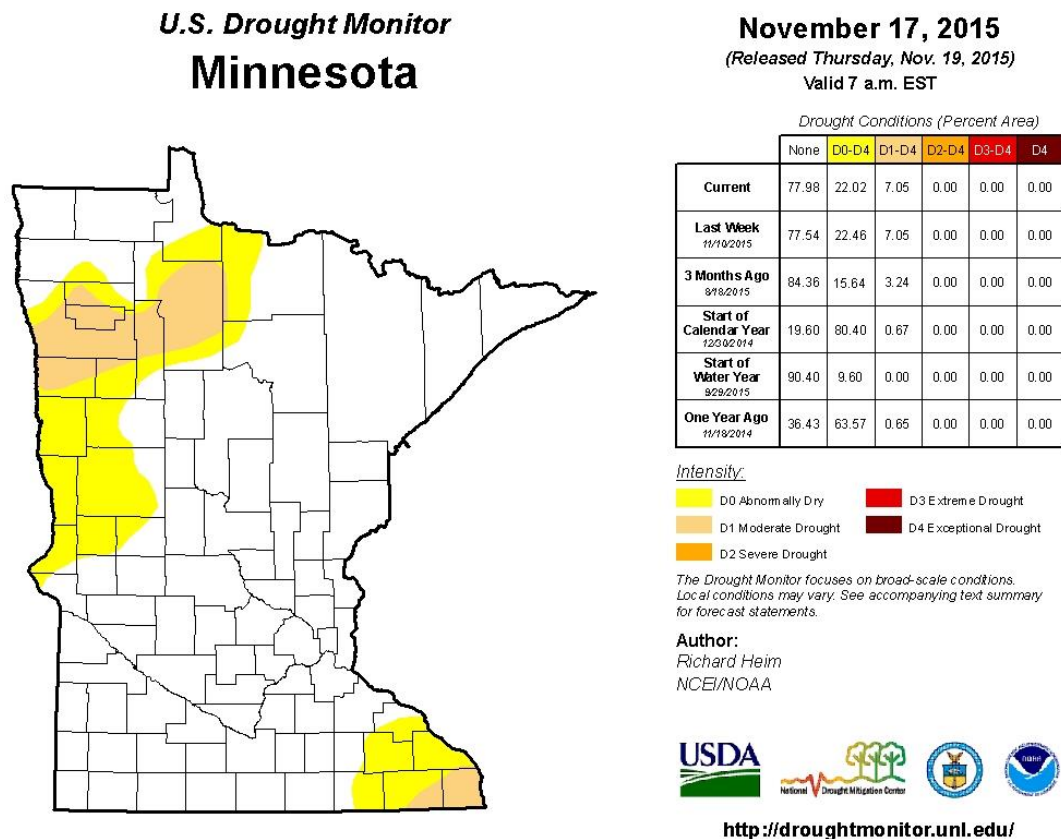 U.S. Drought Monitor
Minnesota
November 17, 2015
(Released Thursday, Nov. 19, 2015)
Valid 7 a.m. EST
Drought Conditions (Percent Area)
None D0-D4 D1-D4 D2-D4 D3-D4 D4
Current 77.98 22.02 7.05 0.00 0.00 0.00
Last Week
11/10/2015 77.54 22.46 7.05 0.00 0.00 0.00
3 Months Ago
8/18/2015 84.36 15.64 3.24 0.00 0.00 0.00
Start of
Calendar Year
12/30/2014 19.60 80.40 0.67 0.00 0.00 0.00
Start of
Water Year
9/29/2015 90.40 9.60 0.00 0.00 0.00 0.00
One Year Ago
11/18/2014 36.43 63.57 0.65 0.00 0.00 0.00
Intensity:
D0 Abnormally Dry
D1 Moderate Drought
D2 Severe Drought
D3 Extreme Drought
D4 Exceptional Drought
The Drought Monitor focuses on broad-scale conditions.
Local conditions may vary. See accompanying text summary
for forecast statements.
Author:
Richard Heim
NCEI/NOAA
USDA
National Drought Mitigation Center
noaa
http://droughtmonitor.unl.edu/